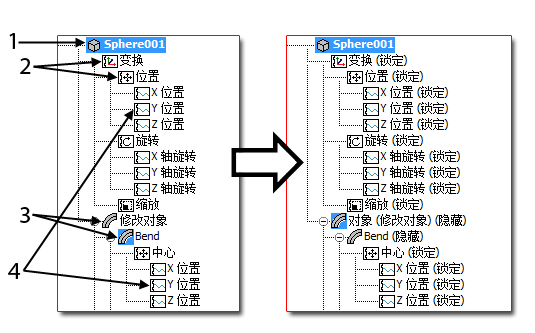 1
Sphere001
2
变换
位置
X 位置
Y 位置
Z 位置
旋转
X 轴旋转
Y 轴旋转
Z 轴旋转
缩放
3
修改对象
Bend
4
中心
X 位置
Y 位置
Z 位置
Sphere001
变换 (锁定)
位置 (锁定)
X 位置 (锁定)
Y 位置 (锁定)
Z 位置 (锁定)
旋转 (锁定)
X 轴旋转 (锁定)
Y 轴旋转 (锁定)
Z 轴旋转 (锁定)
缩放 (锁定)
对象 (修改对象) (隐藏)
Bend (隐藏)
中心 (锁定)
X 位置 (锁定)
Y 位置 (锁定)
Z 位置 (锁定)